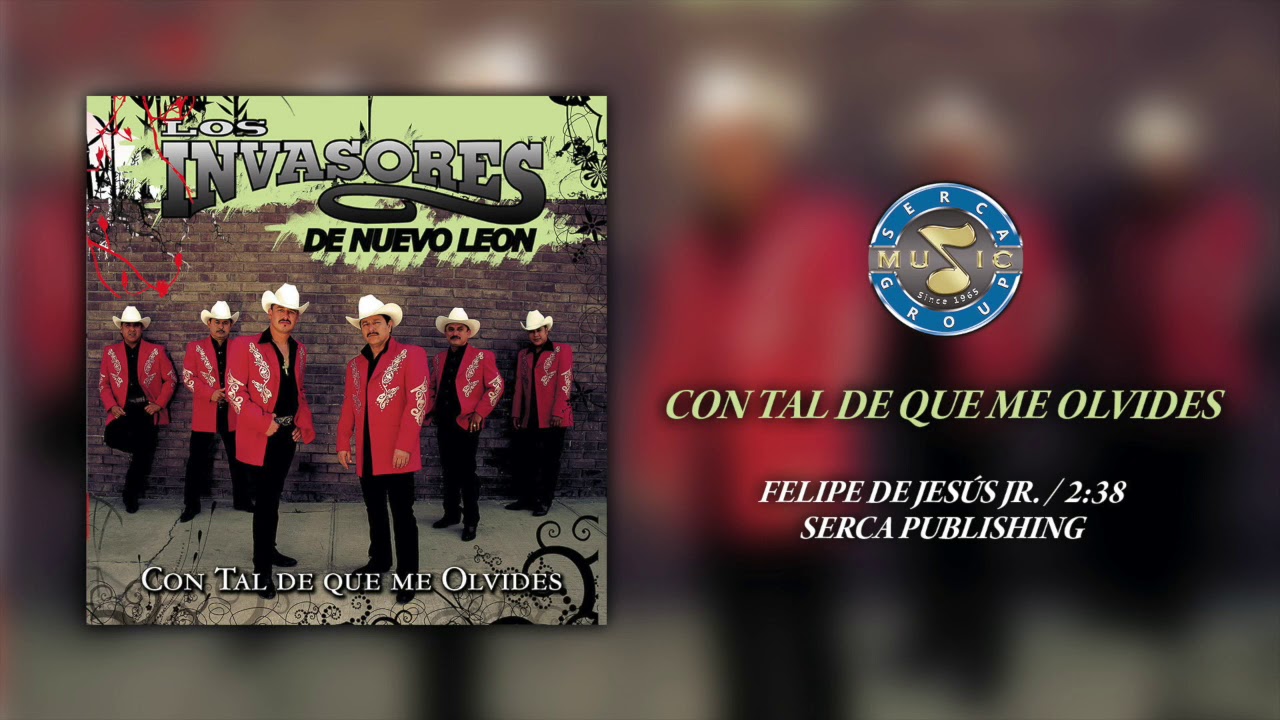 LOS
INVASORES
DE NUEVO LEON
CON TAL DE QUE ME OLVIDES
SERCA
MUSIC
Since 1965
GROUP
CON TAL DE QUE ME OLVIDES
FELIPE DE JESÚS JR. / 2:38
SERCA PUBLISHING